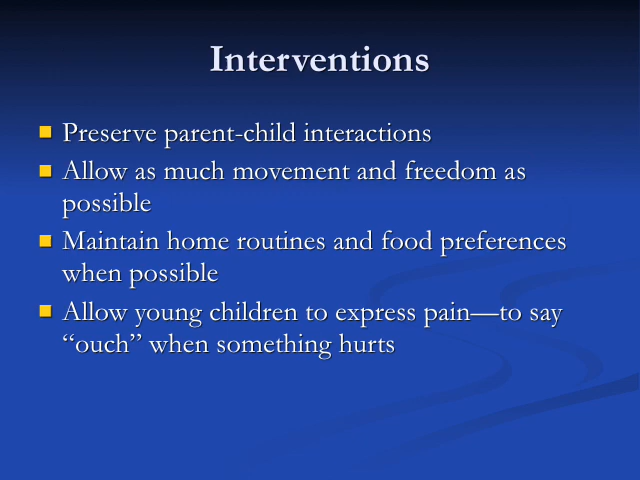 Interventions
Preserve parent-child interactions
Allow as much movement and freedom as
possible
Maintain home routines and food preferences
when possible
Allow young children to express pain—to say
“ouch” when something hurts